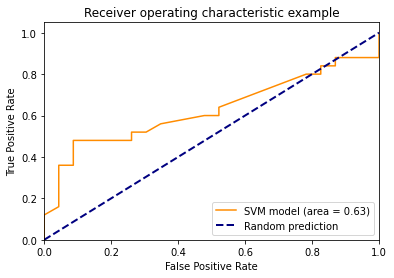 Receiver operating characteristic example
True Positive Rate
1.0
0.8
0.6
0.4
0.2
0.0
SVM model (area = 0.63)
Random prediction
0.0 0.2 0.4 0.6 0.8 1.0
False Positive Rate